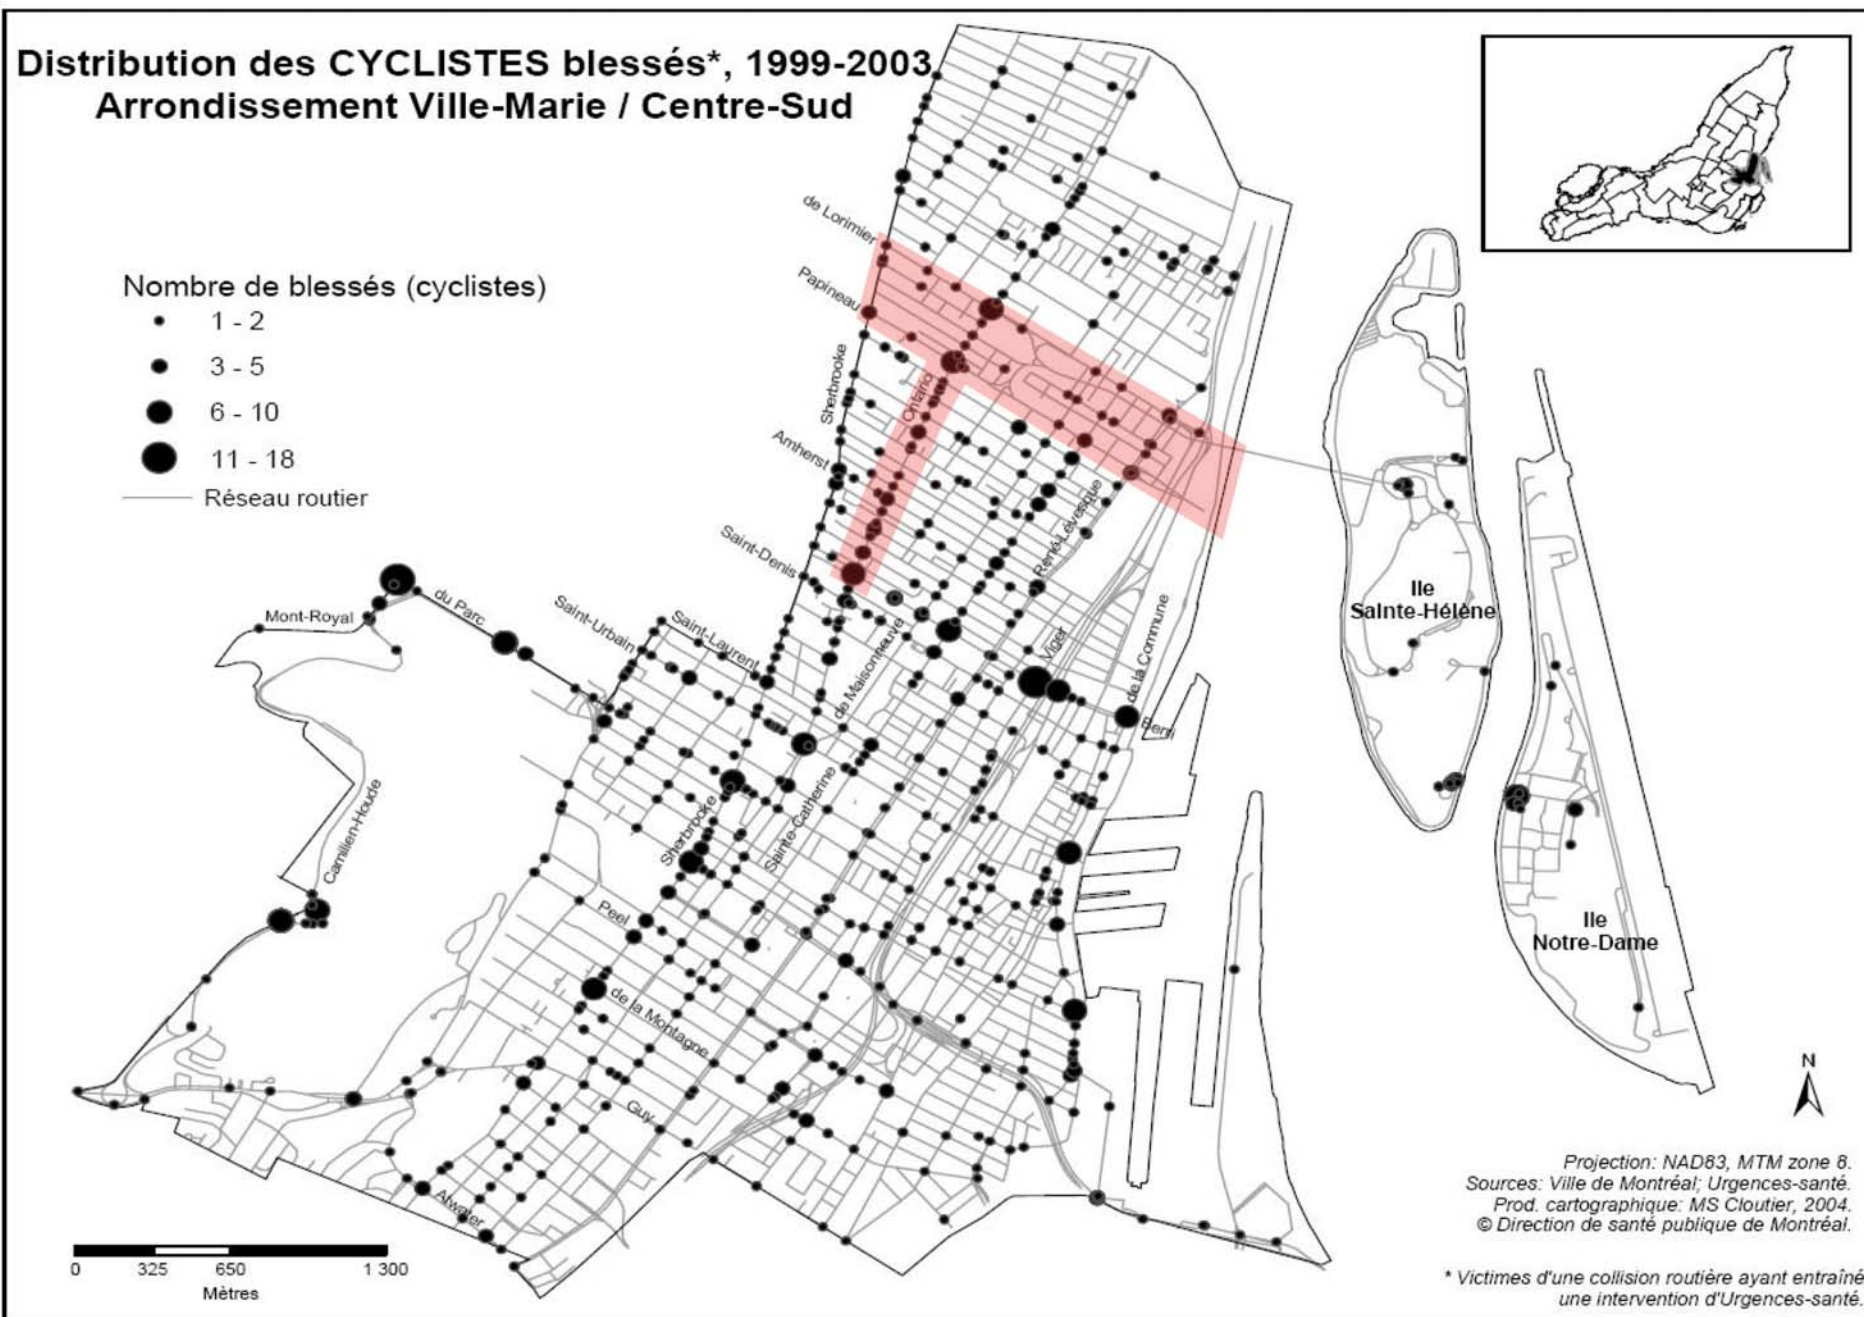 Distribution des CYCLISTES blessés*, 1999-2003
Arrondissement Ville-Marie / Centre-Sud
Nombre de blessés (cyclistes)
1 - 2
3 - 5
6 - 10
11 - 18
Réseau routier
de Lorimier
Papineau
Sherbrooke
Ontario
Amherst
Saint-Denis
René-Lévesque
Mont-Royal
du Parc
Saint-Urbain
Saint-Laurent
de Maisonneuve
Viger
de la Commune
Berri
Camilien-Houde
Sherbrooke
Sainte-Catherine
Peel
de la Montagne
Guy
Atwater
Ile
Sainte-Hélène
Ile
Notre-Dame
N
0 325 650 1 300
Mètres
Projection: NAD83, MTM zone 8.
Sources: Ville de Montréal; Urgences-santé.
Prod. cartographique: MS Cloutier, 2004.
© Direction de santé publique de Montréal.
* Victimes d'une collision routière ayant entraîné
une intervention d'Urgences-santé.